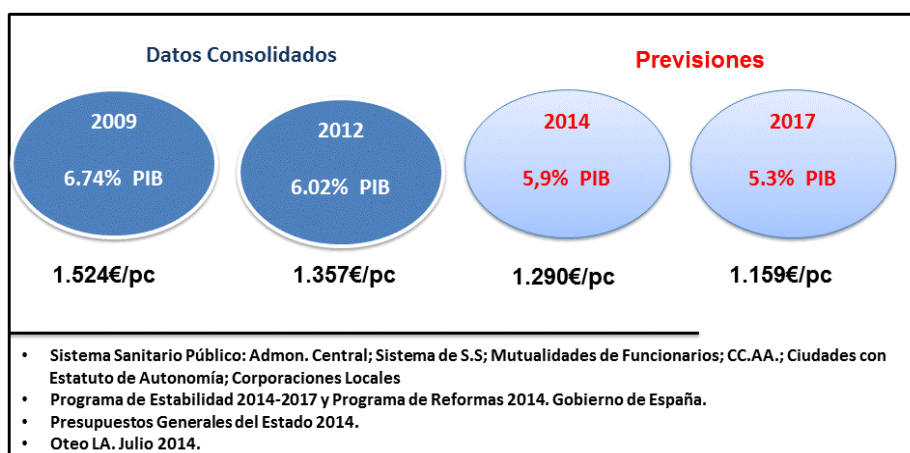 Datos Consolidados
Previsiones
2009
6.74% PIB
2012
6.02% PIB
2014
5,9% PIB
2017
5.3% PIB
1.524€/pc
1.357€/pc
1.290€/pc
1.159€/pc
• Sistema Sanitario Público: Admon. Central; Sistema de S.S; Mutualidades de Funcionarios; CC.AA.; Ciudades con
Estatuto de Autonomía; Corporaciones Locales
• Programa de Estabilidad 2014-2017 y Programa de Reformas 2014. Gobierno de España.
• Presupuestos Generales del Estado 2014.
• Oteo LA. Julio 2014.